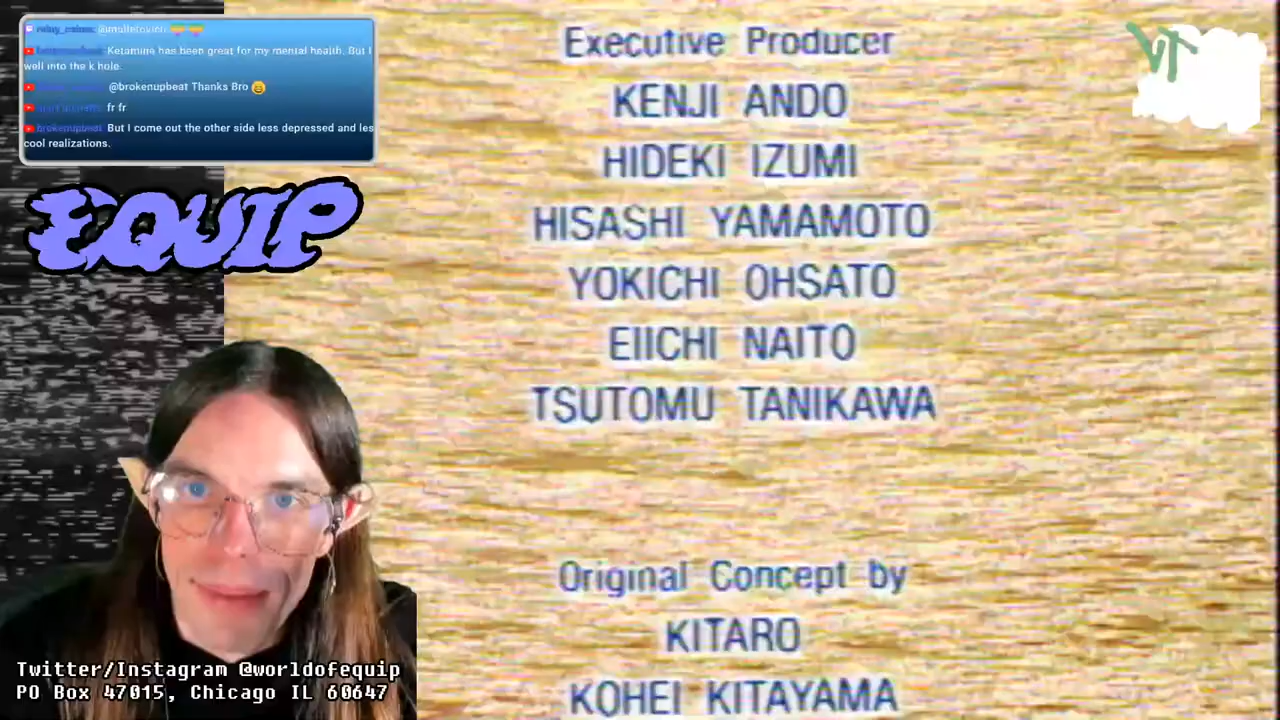 @imulletovint
Ketamine has been great for my mental health. But I
well into the k hole.
@brokenupbeat Thanks Bro
fr fr
brokenupbeat: But I come out the other side less depressed and les
cool realizations.
EQUIP
Twitter/Instagram @worldofequip
PO Box 47015, Chicago IL 60647
Executive Producer
KENJI ANDO
HIDEKI IZUMI
HISASHI YAMAMOTO
YOKICHI OHSATO
EIICHI NAITO
TSUTOMU TANIKAWA
Original Concept by
KITARO
KOHEI KITAYAMA
VT